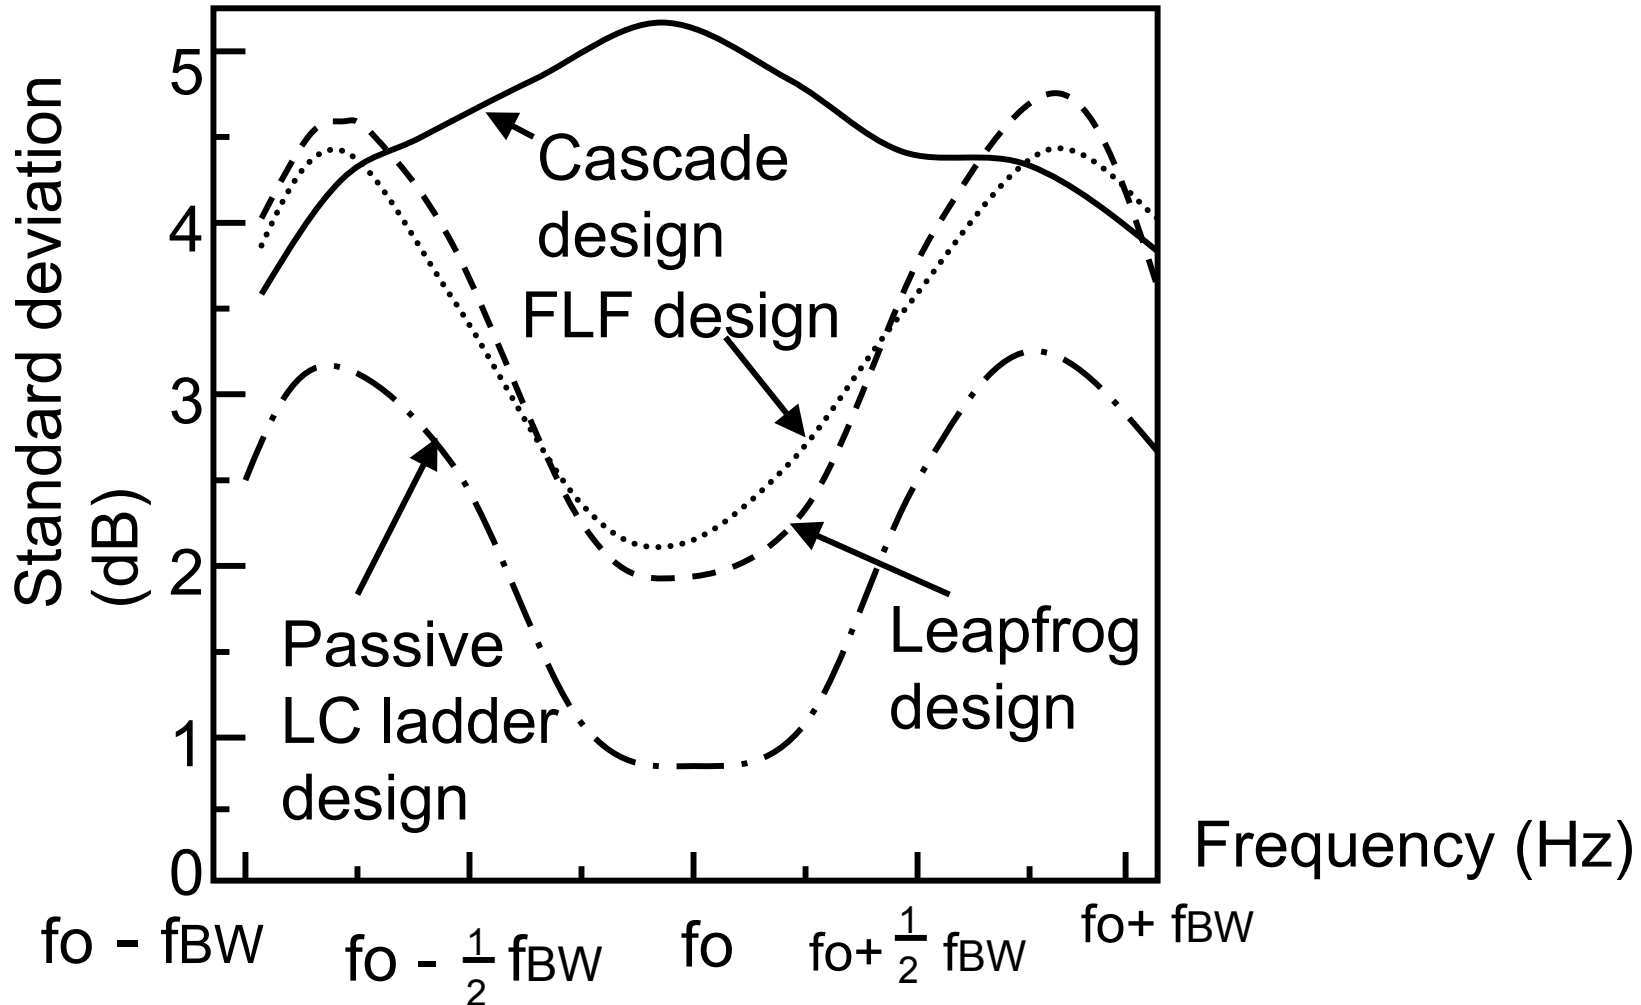 Standard deviation
(dB)
5
4
3
2
1
0
Cascade
design
FLF design
Passive
LC ladder
design
Leapfrog
design
Frequency (Hz)
fo - fBW
fo - 1/2 fBW
fo
fo+ 1/2 fBW
fo+ fBW